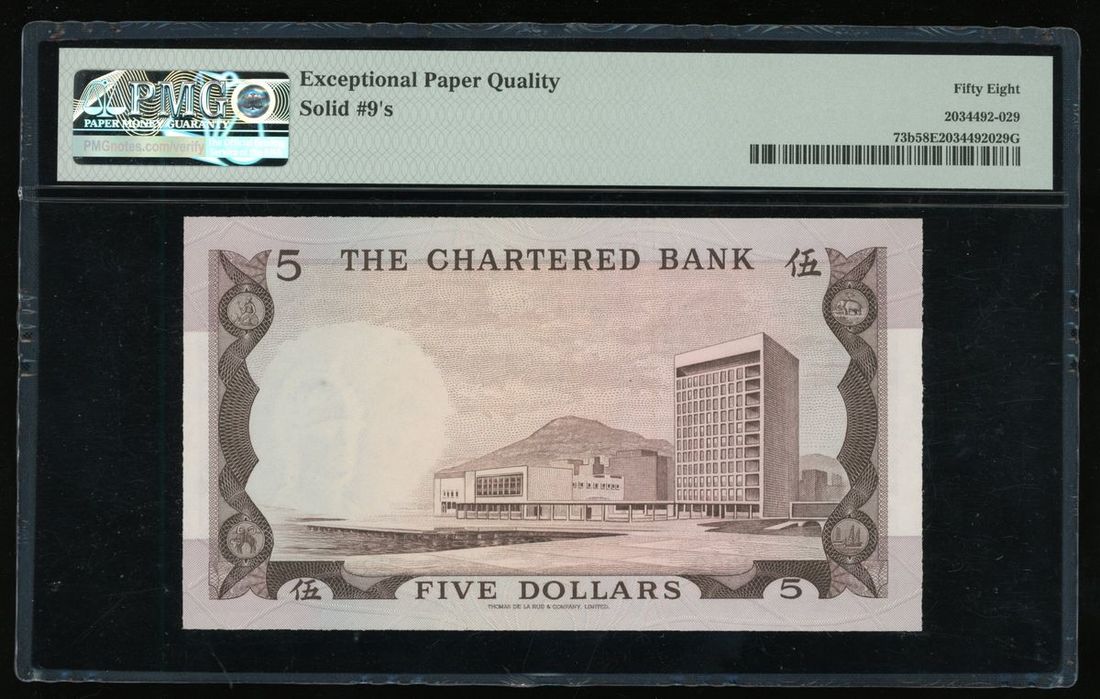 PMG
PAPER MONEY GUARANTY
PMGnotes.com/verify
Exceptional Paper Quality
Solid #9's
Fifty Eight
2034492-029
73b58E2034492029G
5 THE CHARTERED BANK 伍
伍 FIVE DOLLARS 5
THOMAS DE LA RUE & COMPANY, LIMITED.